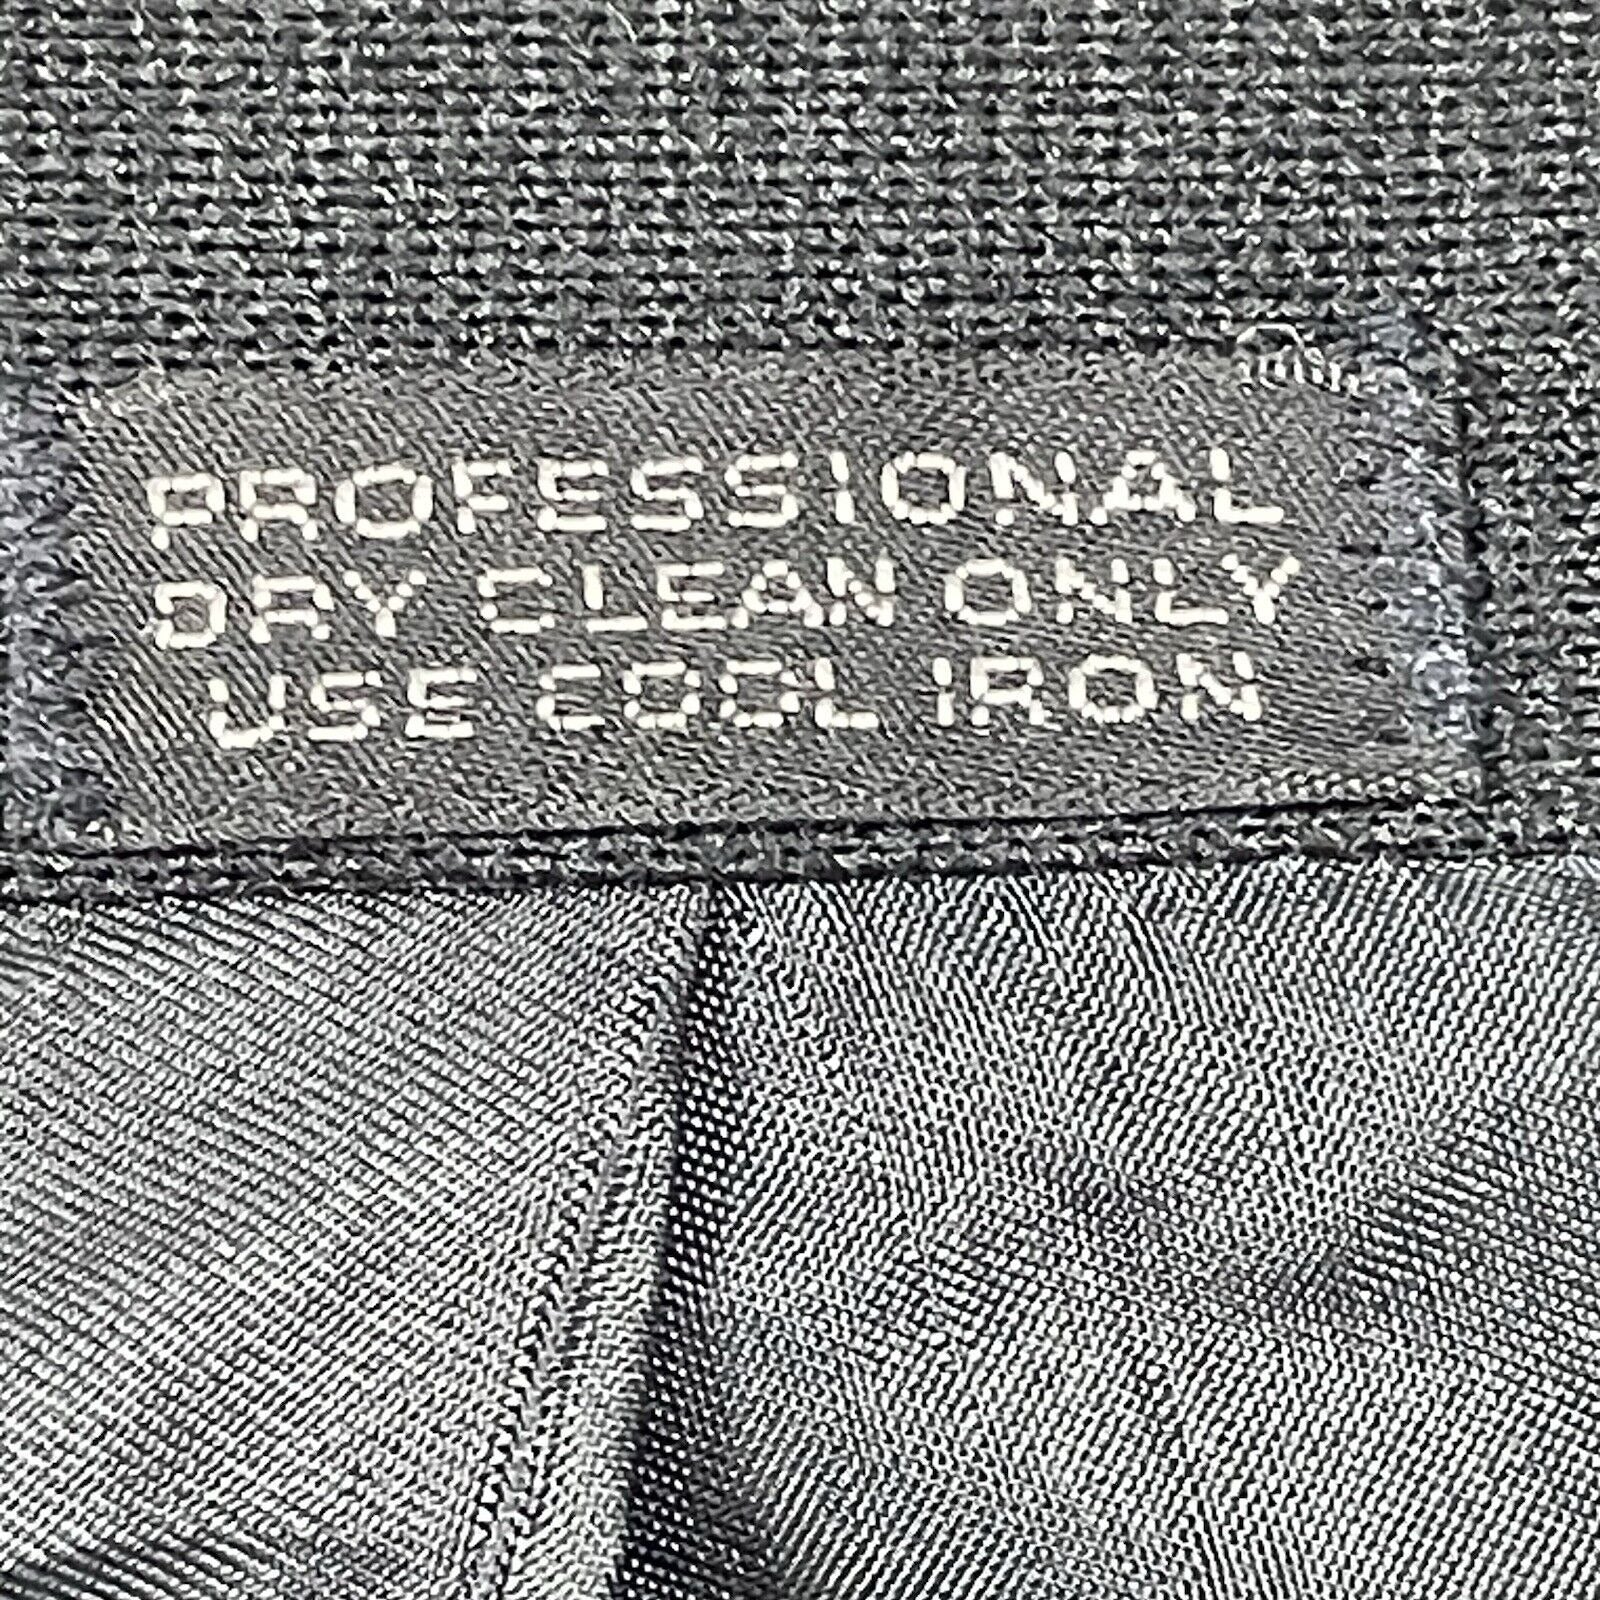 PROFESSIONAL
DRY CLEAN ONLY
USE COOL IRON